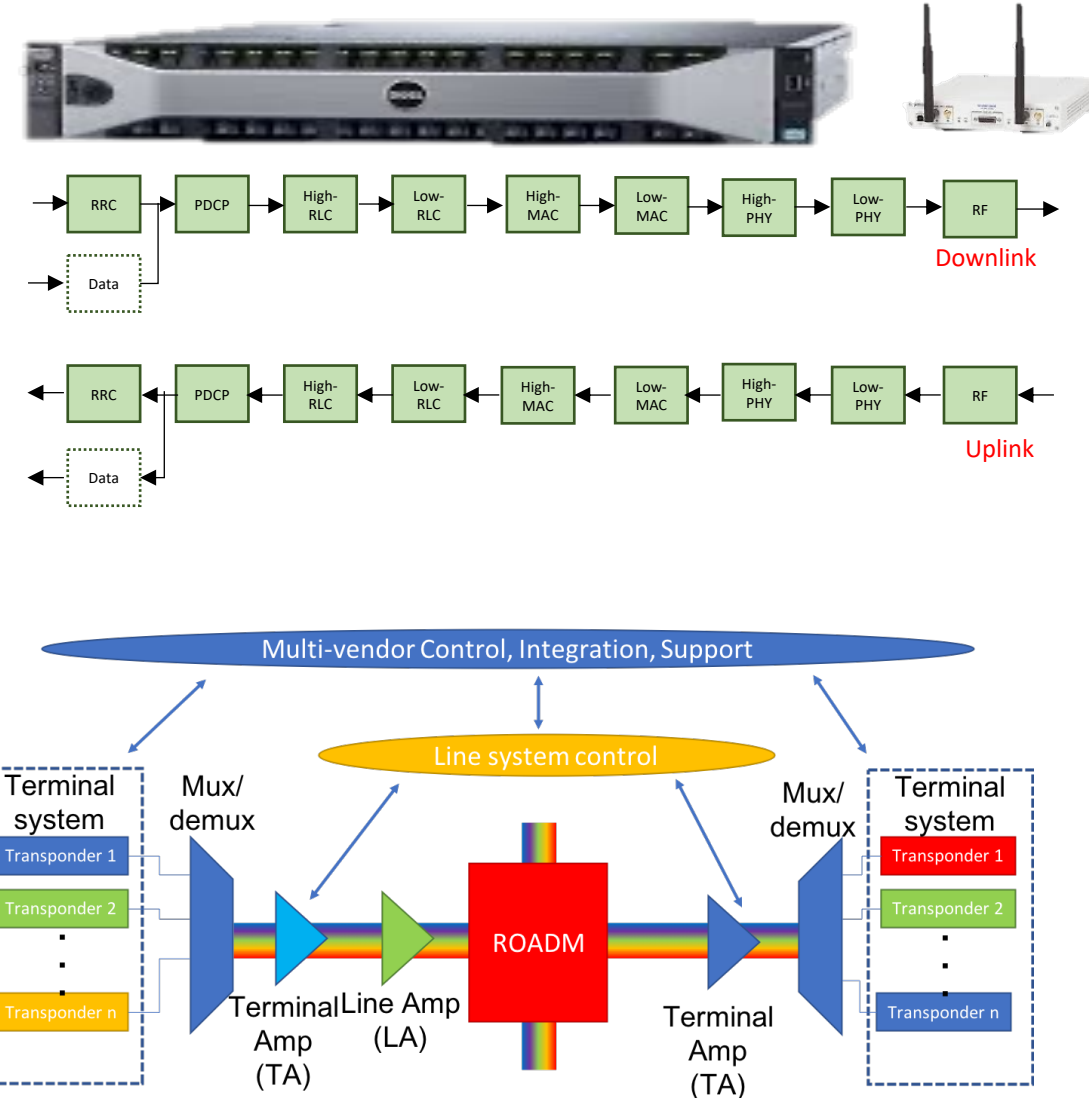 RRC
PDCP
High-
RLC
Low-
RLC
High-
MAC
Low-
MAC
High-
PHY
Low-
PHY
RF
Downlink
Data
RRC
PDCP
High-
RLC
Low-
RLC
High-
MAC
Low-
MAC
High-
PHY
Low-
PHY
RF
Uplink
Data
Multi-vendor Control, Integration, Support
Line system control
Terminal
system
Transponder 1
Transponder 2
Transponder n
Mux/
demux
Terminal
Amp
(TA)
Line Amp
(LA)
ROADM
Terminal
Amp
(TA)
Mux/
demux
Terminal
system
Transponder 1
Transponder 2
Transponder n